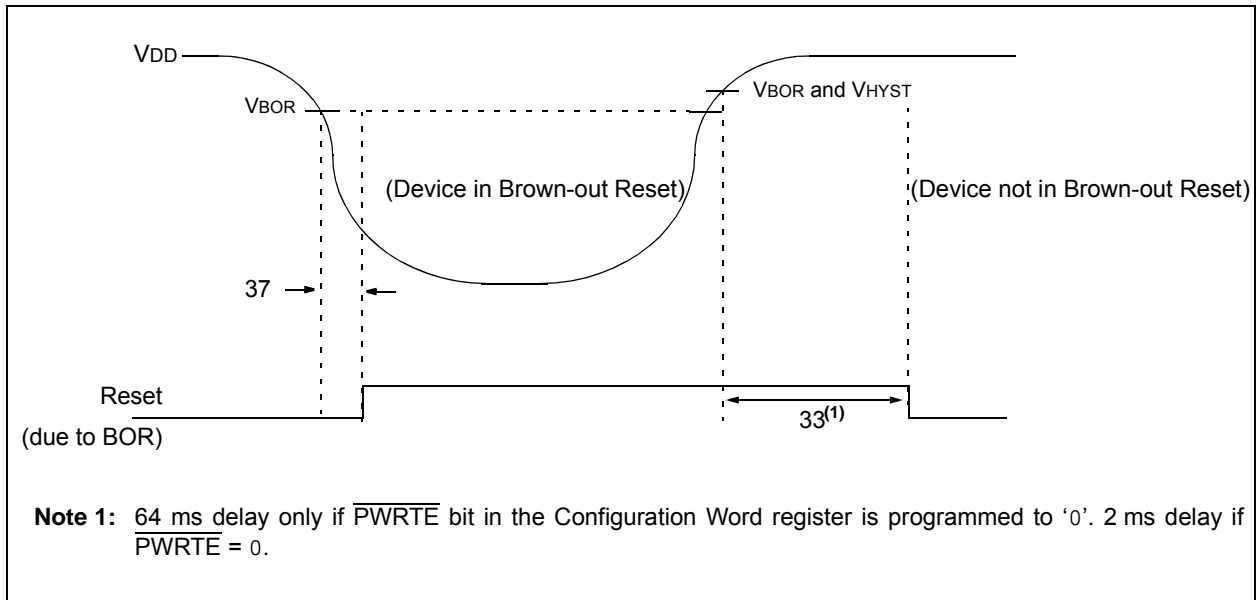 VDD
VBOR
VBOR and VHYST
(Device in Brown-out Reset)
(Device not in Brown-out Reset)
37
Reset
(due to BOR)
33(1)
Note 1: 64 ms delay only if PWRTE bit in the Configuration Word register is programmed to ‘0’. 2 ms delay if
PWRTE = 0.